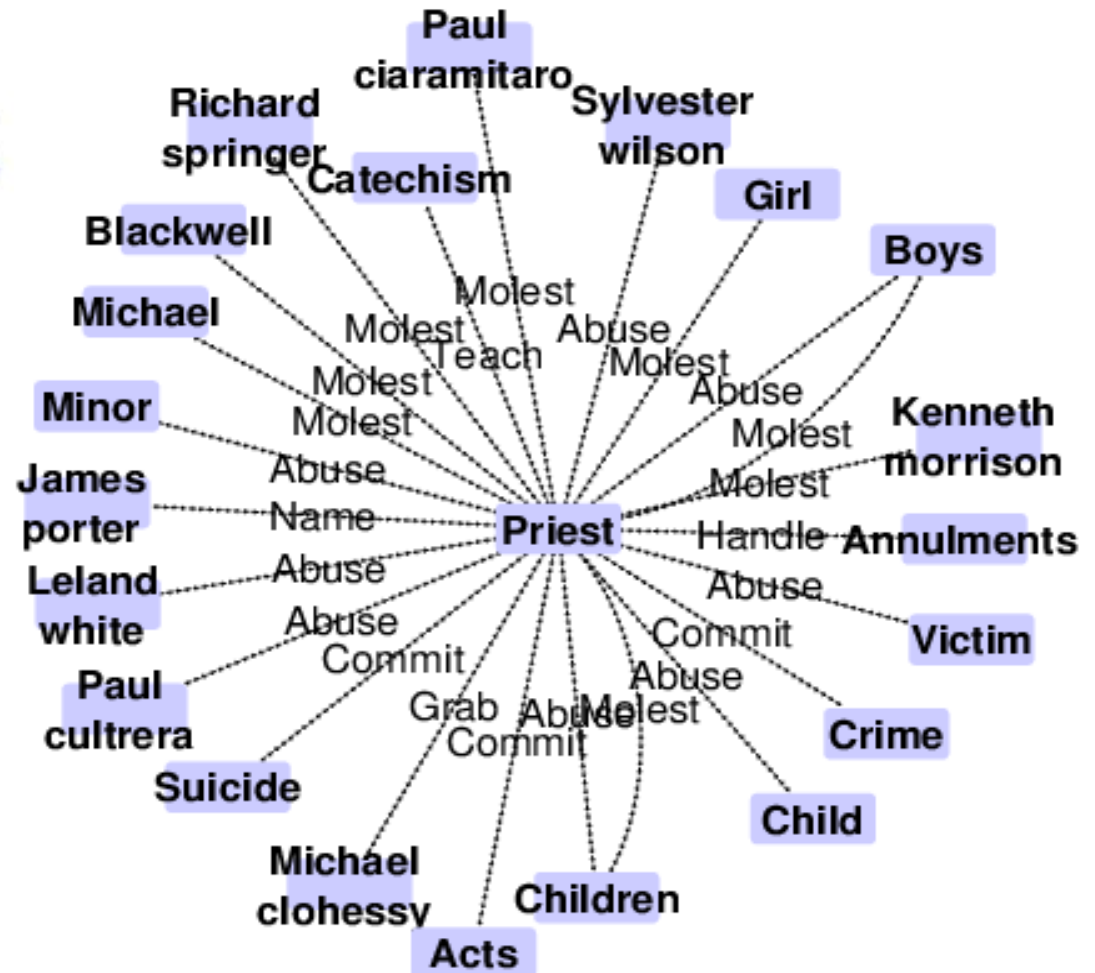 Paul
ciaramitaro
Sylvester
wilson
Richard
springer
Catechism
Girl
Blackwell
Boys
Michael
Molest
Molest
Abuse
Teach
Molest
Molest
Abuse
Minor
Molest
Molest
Kenneth
morrison
Abuse
Molest
James
porter
Name
Priest
Handle
Annulments
Leland
white
Abuse
Abuse
Victim
Abuse
Commit
Commit
Abuse
Paul
cultrera
Grab
Abuse
Molest
Commit
Crime
Suicide
Child
Michael
clohessy
Children
Acts